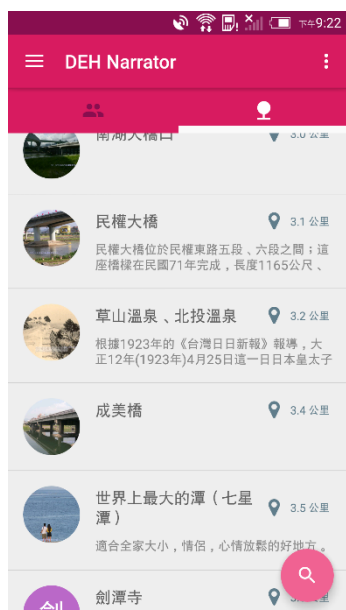 下午9:22
DEH Narrator
南湖大橋口
3.0 公里
民權大橋
3.1 公里
民權大橋位於民權東路五段、六段之間；這
座橋樑在民國71年完成，長度1165公尺、
草山溫泉、北投溫泉
3.2 公里
根據1923年的《台灣日日新報》報導，大
正12年(1923年)4月25日這一日日本皇太子
成美橋
3.4 公里
世界上最大的潭（七星
潭）
3.5 公里
適合全家大小，情侶，心情放鬆的好地方。
劍
劍潭寺